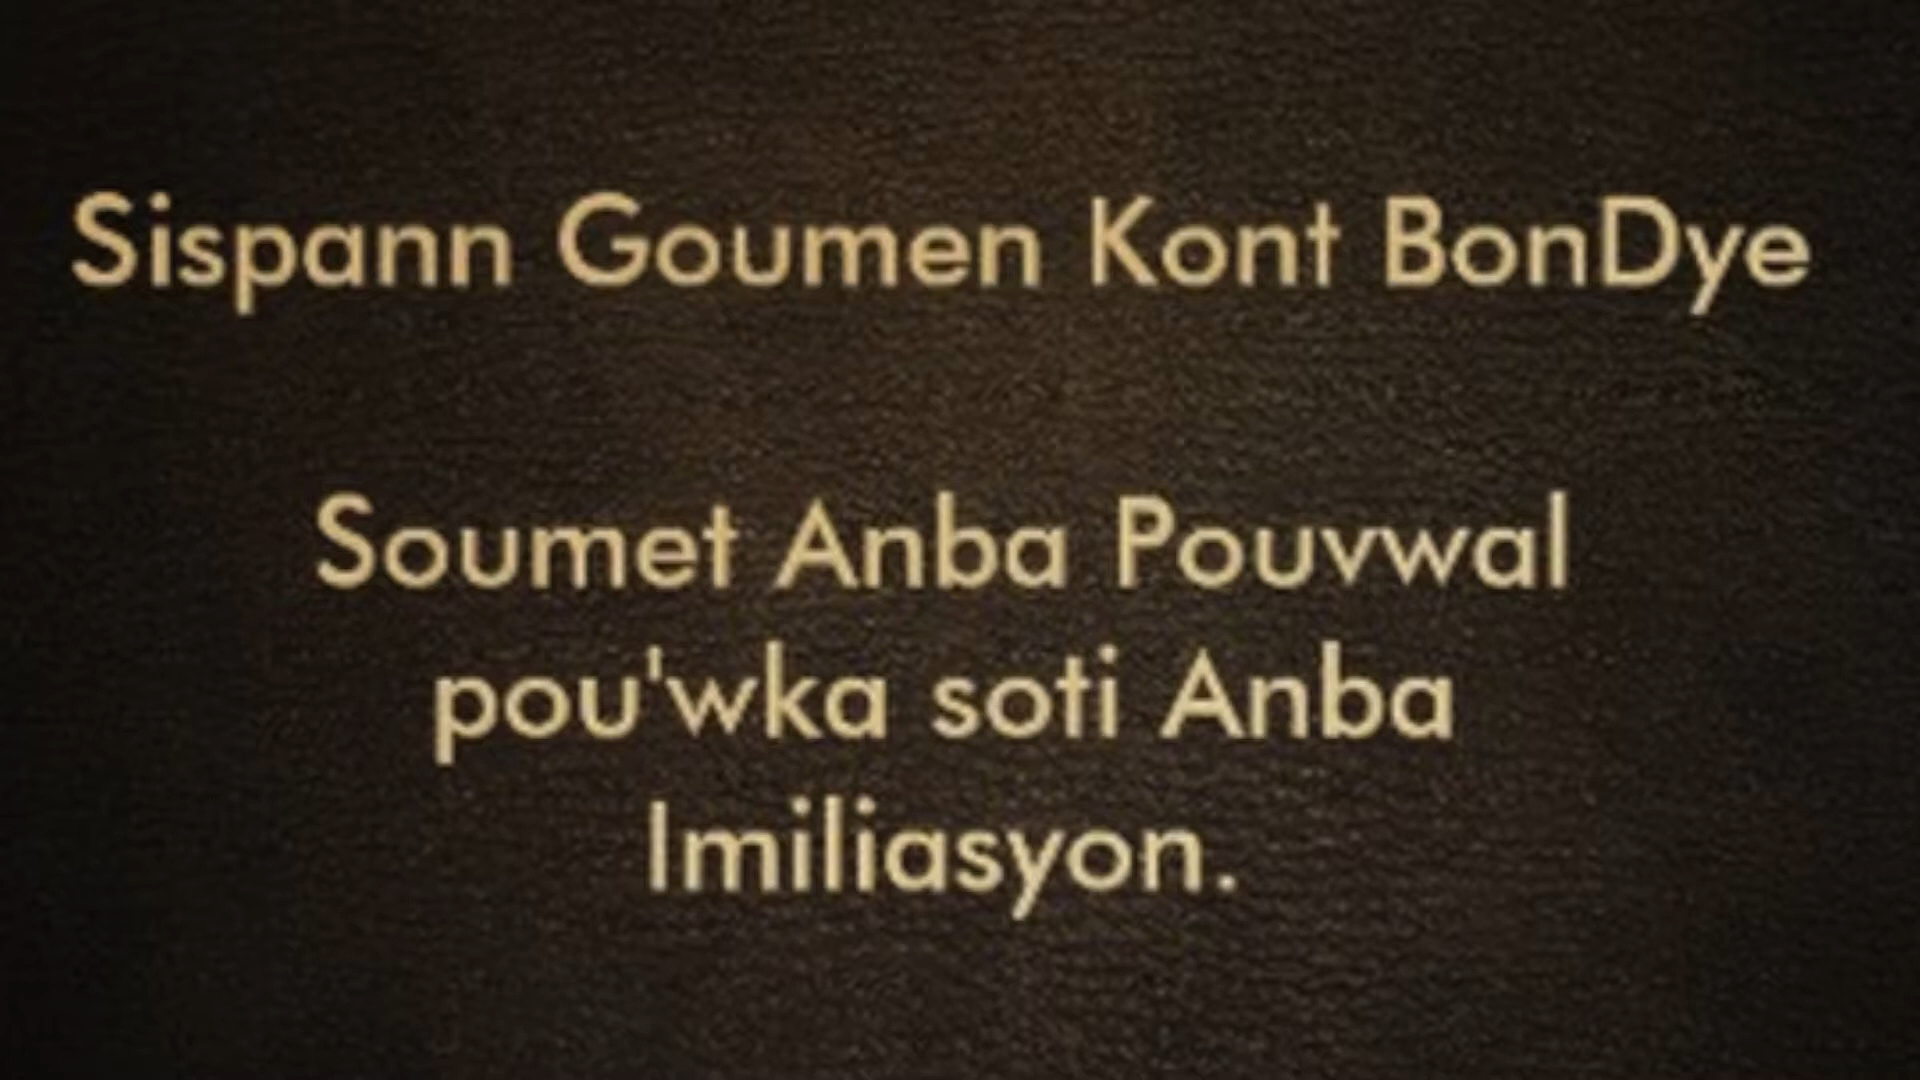 Sispann Goumen Kont BonDye
Soumet Anba Pouvwal
pou'wka soti Anba
Imiliasyon.